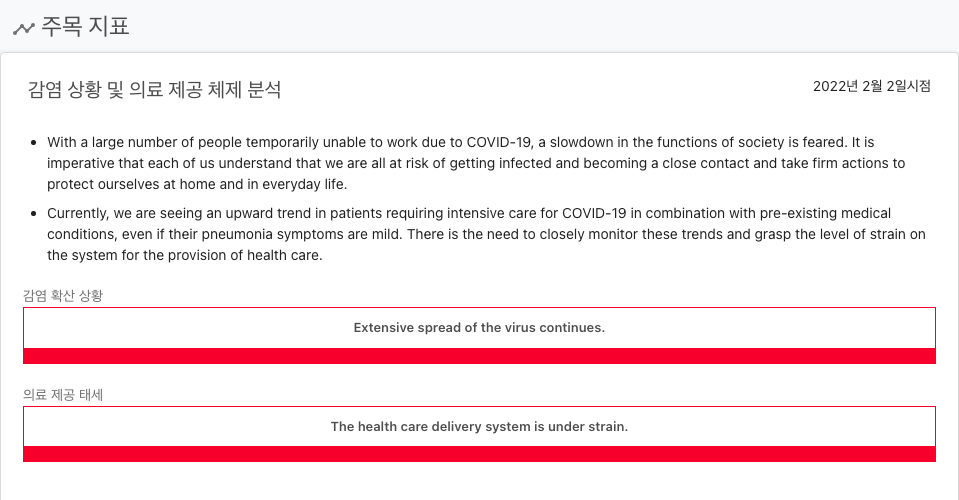 주목 지표
감염 상황 및 의료 제공 체제 분석
2022년 2월 2일시점
With a large number of people temporarily unable to work due to COVID-19, a slowdown in the functions of society is feared. It is
imperative that each of us understand that we are all at risk of getting infected and becoming a close contact and take firm actions to
protect ourselves at home and in everyday life.
Currently, we are seeing an upward trend in patients requiring intensive care for COVID-19 in combination with pre-existing medical
conditions, even if their pneumonia symptoms are mild. There is the need to closely monitor these trends and grasp the level of strain on
the system for the provision of health care.
감염 확산 상황
Extensive spread of the virus continues.
의료 제공 태세
The health care delivery system is under strain.